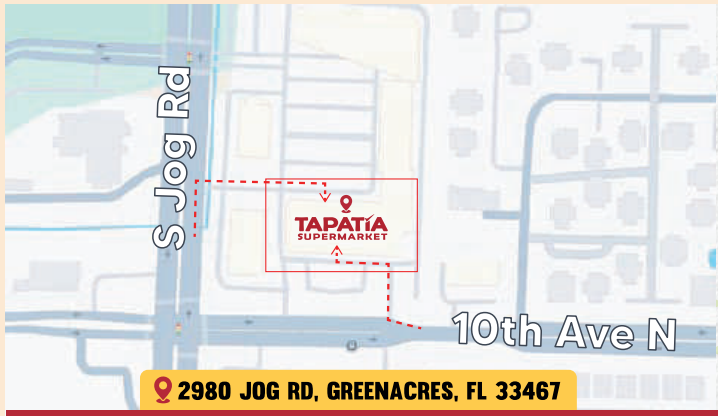 S Jog Rd
TAPATÍA
SUPERMARKET
10th Ave N
2980 JOG RD, GREENACRES, FL 33467